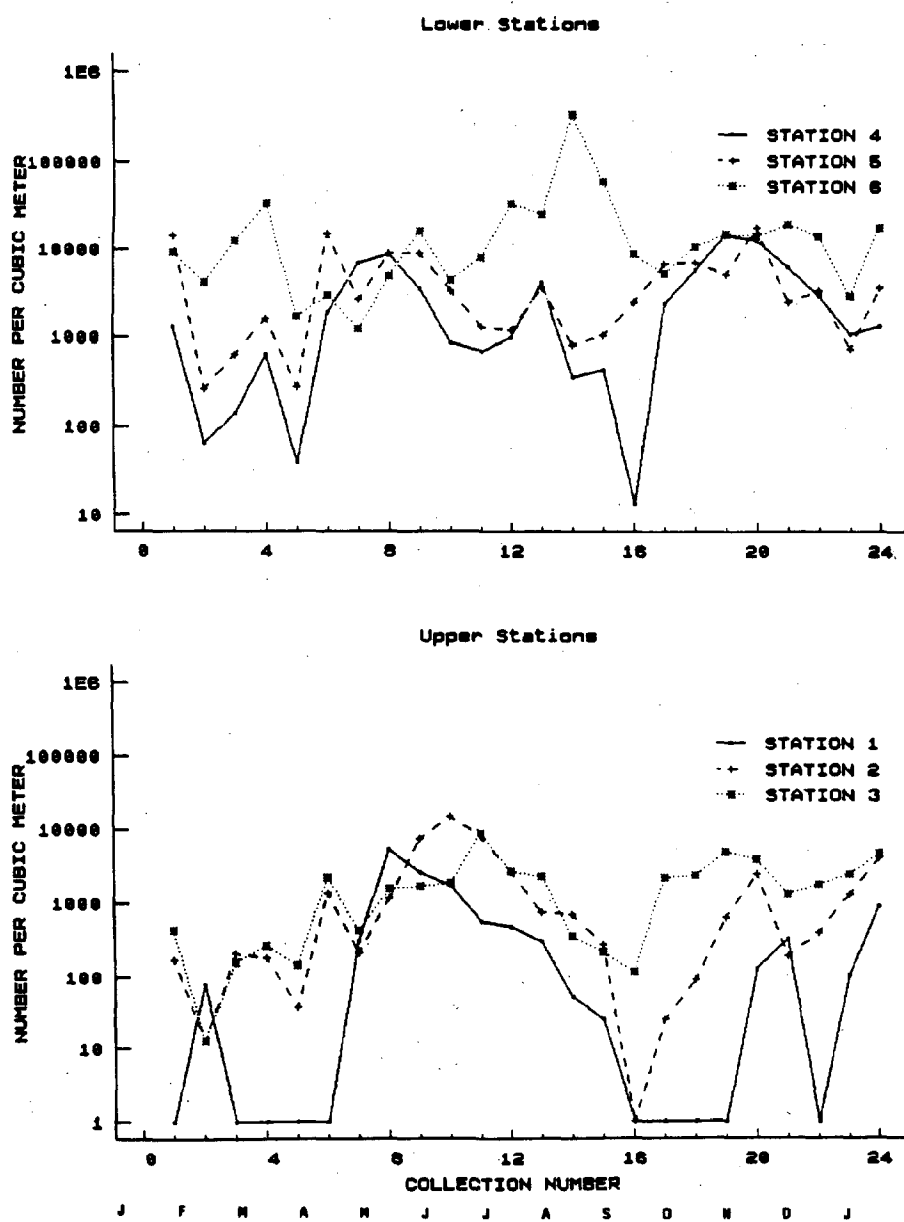 Lower Stations
1E6
100000
10000
1000
100
10
NUMBER PER CUBIC METER
STATION 4
STATION 5
STATION 6
0 4 8 12 16 20 24
Upper Stations
1E6
100000
10000
1000
100
10
1
NUMBER PER CUBIC METER
STATION 1
STATION 2
STATION 3
0 4 8 12 16 20 24
COLLECTION NUMBER
J F M A M J J A S O N D J